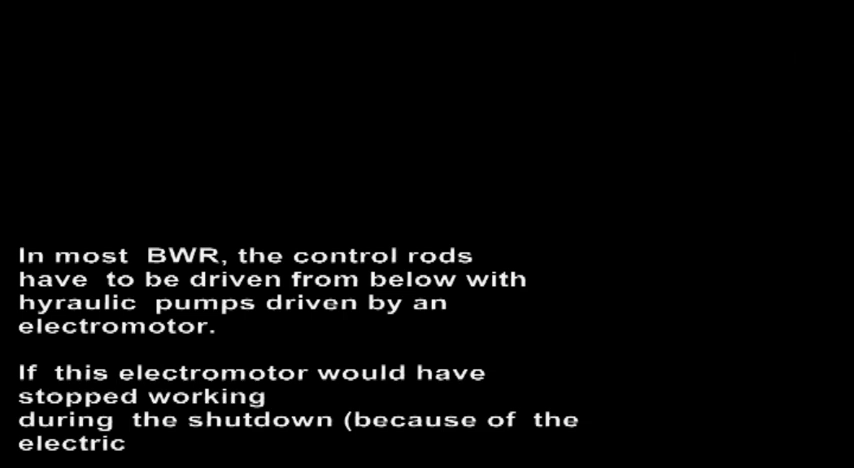 In most  BWR, the control rods
have  to be driven from below with
hyraulic  pumps driven by an
electromotor.
If  this electromotor would have
stopped working
during  the shutdown (because of  the
electric